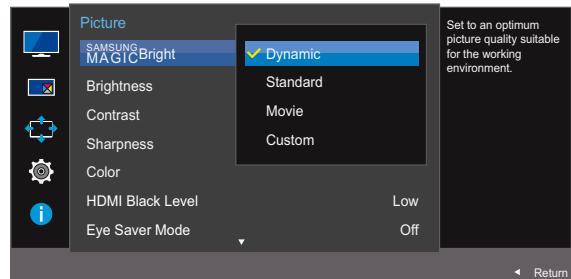 Picture
SAMSUNG
MAGICBright
Dynamic
Standard
Movie
Custom
Brightness
Contrast
Sharpness
Color
HDMI Black Level Low
Eye Saver Mode Off
Set to an optimum
picture quality suitable
for the working
environment.
Return